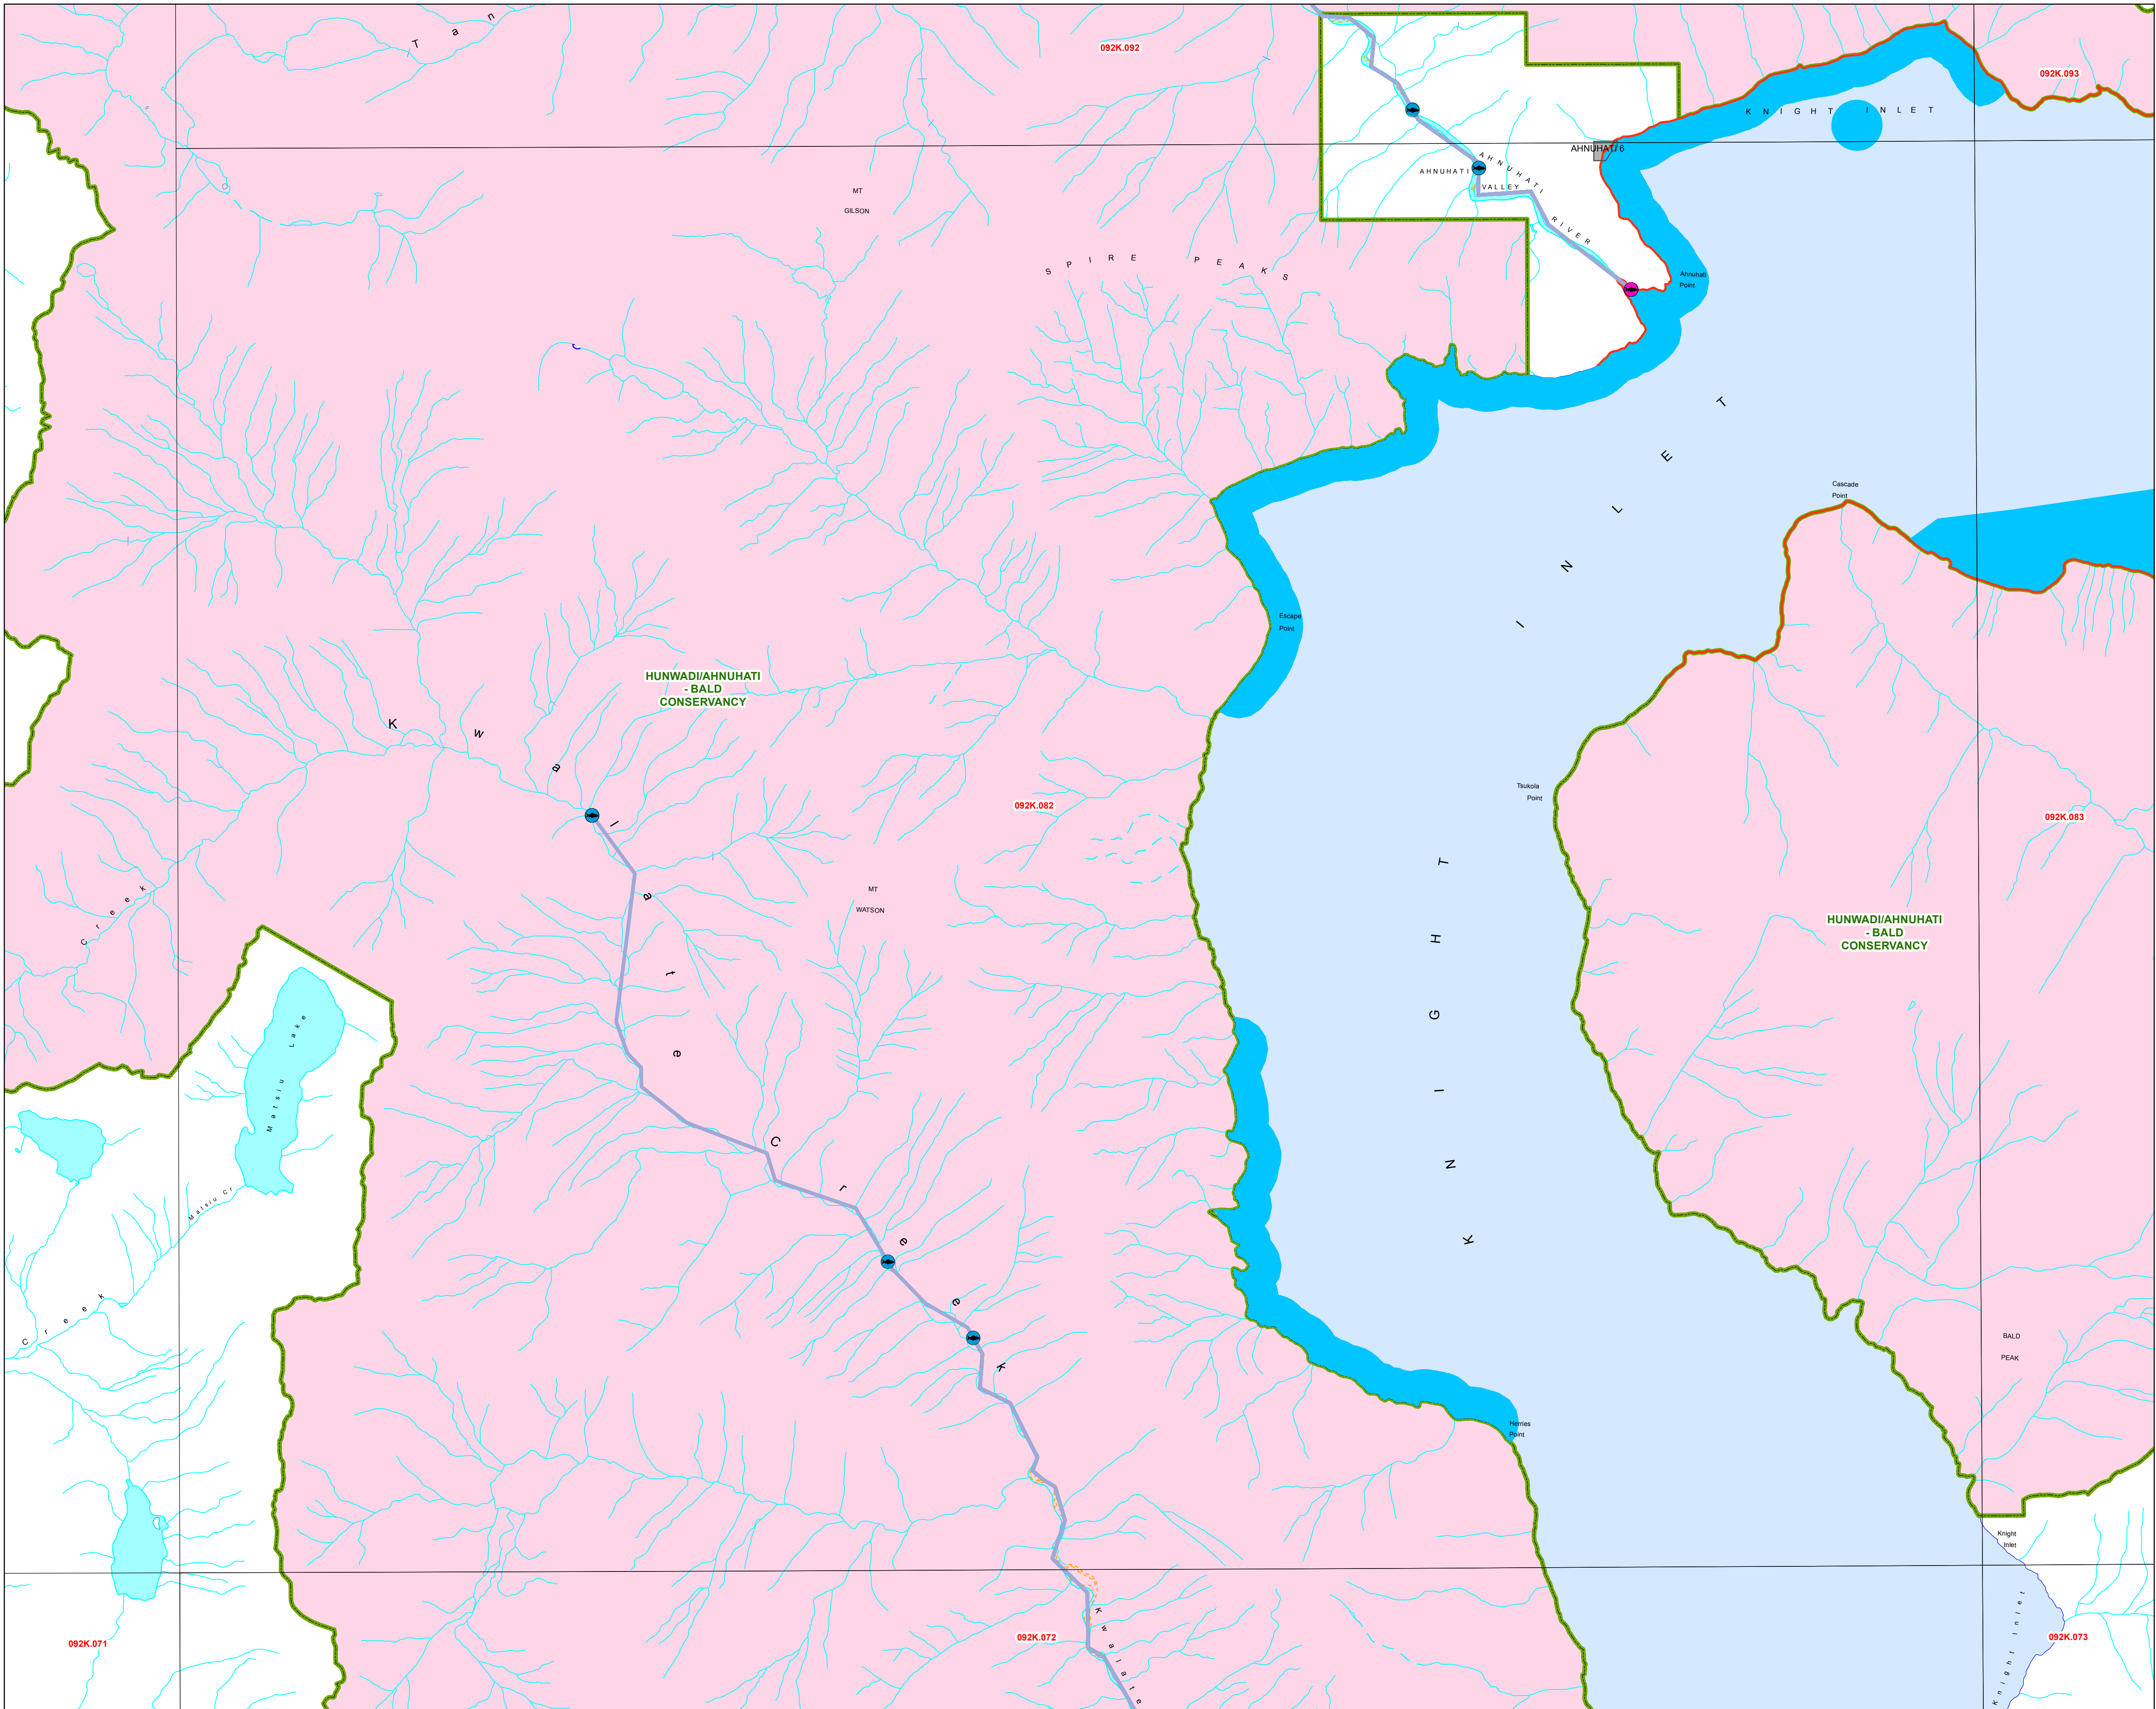 T a n
092K.092
092K.093
KNIGHT INLET
AHNUHATI 6
AHNUHATI
VALLEY
AHNUHATI
RIVER
MT
GILSON
SPIRE PEAKS
Ahnuhati
Point
Cascade
Point
Escape
Point
HUNWADI/AHNUHATI
- BALD
CONSERVANCY
Kwalate Creek
092K.082
Tsukola
Point
092K.083
KNIGHT INLET
MT
WATSON
Creek
HUNWADI/AHNUHATI
- BALD
CONSERVANCY
Matsiu Lake
Matsiu Cr
Creek
BALD
PEAK
Herries
Point
Knight
Inlet
Kwalate
Knight Inlet
092K.071
092K.072
092K.073